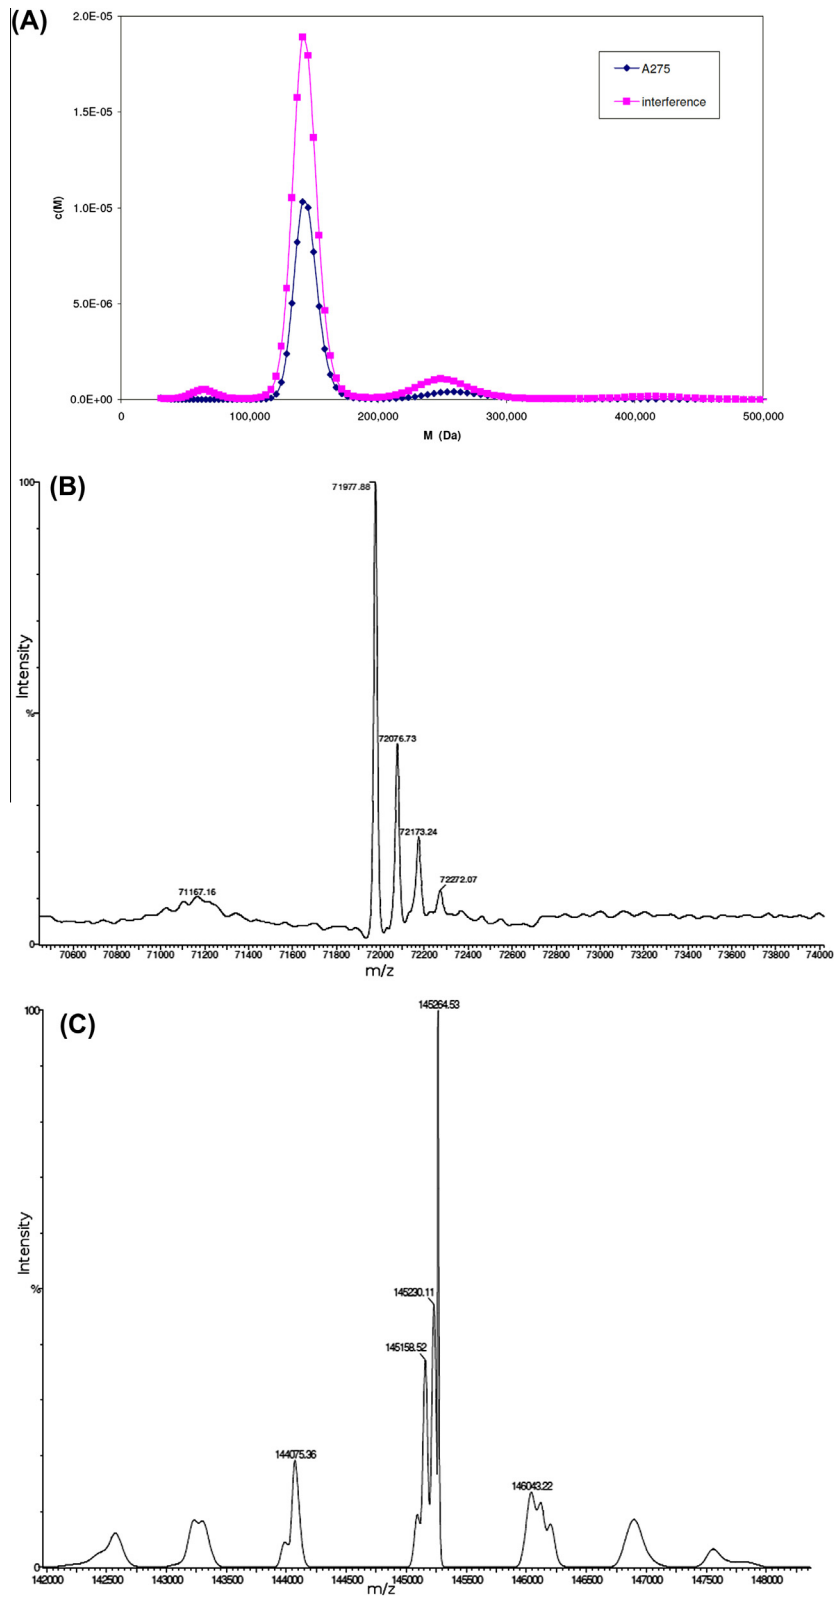 (A)
2.0E-05
1.5E-05
1.0E-05
5.0E-06
0.0E+00
c(M)
A275
interference
0 100,000 200,000 300,000 400,000 500,000
M (Da)
(B)
100
%
0
Intensity
71977.88
72076.73
72173.24
72272.07
71167.16
70600 70800 71000 71200 71400 71600 71800 72000 72200 72400 72600 72800 73000 73200 73400 73600 73800 74000
m/z
(C)
100
%
0
Intensity
145264.53
145230.11
145158.52
144075.36
146043.22
142000 142500 143000 143500 144000 144500 145000 145500 146000 146500 147000 147500 148000
m/z